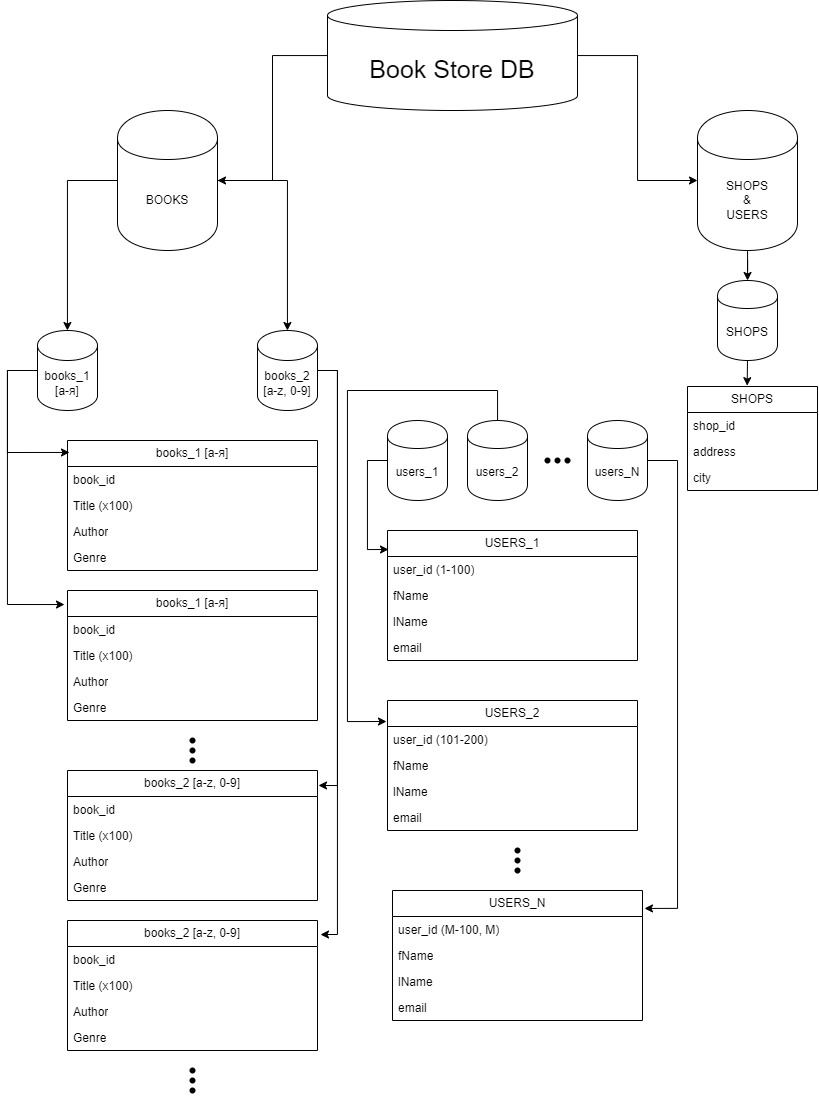 Book Store DB
BOOKS
SHOPS
&
USERS
SHOPS
books_1
[а-я]
books_2
[a-z, 0-9]
SHOPS
shop_id
address
city
users_1
users_2
users_N
books_1 [а-я]
book_id
Title (x100)
Author
Genre
books_1 [а-я]
book_id
Title (x100)
Author
Genre
books_2 [a-z, 0-9]
book_id
Title (x100)
Author
Genre
books_2 [a-z, 0-9]
book_id
Title (x100)
Author
Genre
USERS_1
user_id (1-100)
fName
lName
email
USERS_2
user_id (101-200)
fName
lName
email
USERS_N
user_id (M-100, M)
fName
lName
email